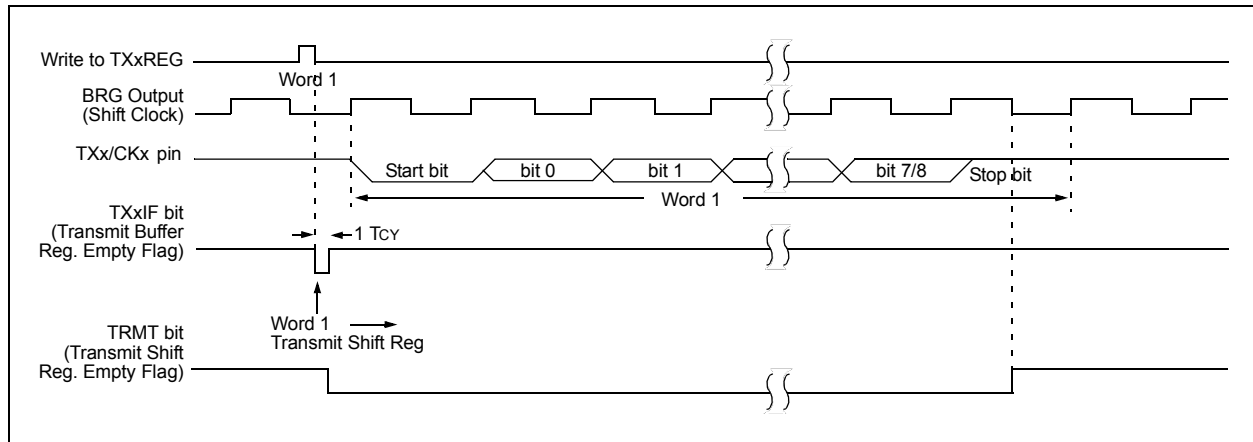 Write to TXxREG
Word 1
BRG Output
(Shift Clock)
TXx/CKx pin
Start bit
bit 0
bit 1
bit 7/8
Stop bit
Word 1
TXxIF bit
(Transmit Buffer
Reg. Empty Flag)
1 TCY
Word 1
Transmit Shift Reg
TRMT bit
(Transmit Shift
Reg. Empty Flag)